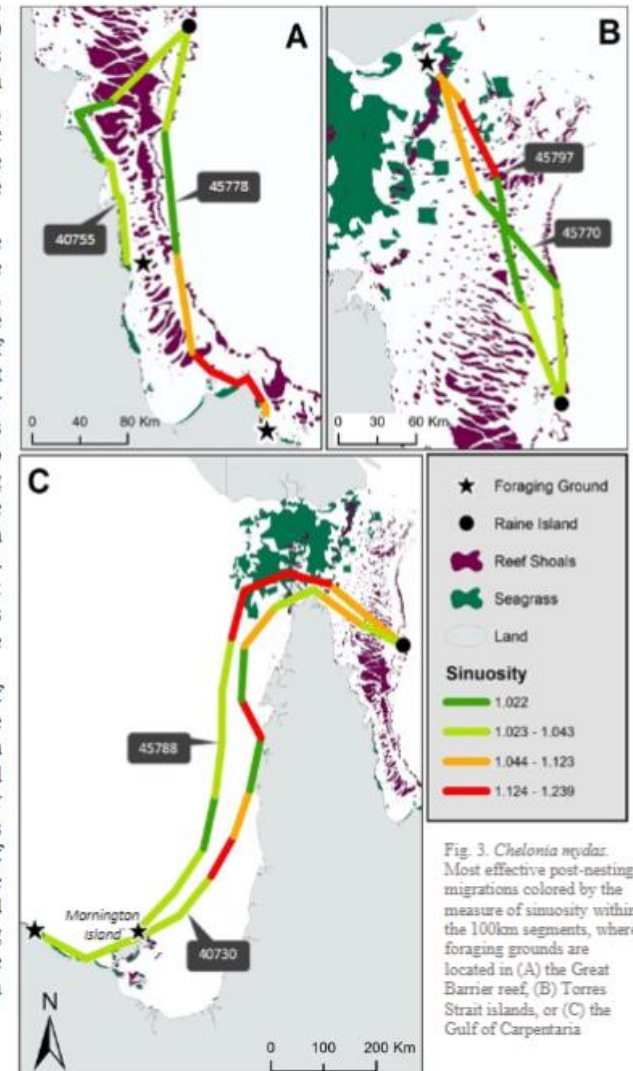 A
45778
40755
0 40 80 Km
B
45797
45770
0 30 60 Km
C
45788
Mornington
Island
40730
N
0 100 200 Km
Foraging Ground
Raine Island
Reef Shoals
Seagrass
Land
Sinuosity
1.022
1.023 - 1.043
1.044 - 1.123
1.124 - 1.239
Fig. 3. Chelonia mydas.
Most effective post-nesting
migrations colored by the
measure of sinuosity within
the 100km segments, where
foraging grounds are
located in (A) the Great
Barrier reef, (B) Torres
Strait islands, or (C) the
Gulf of Carpentaria